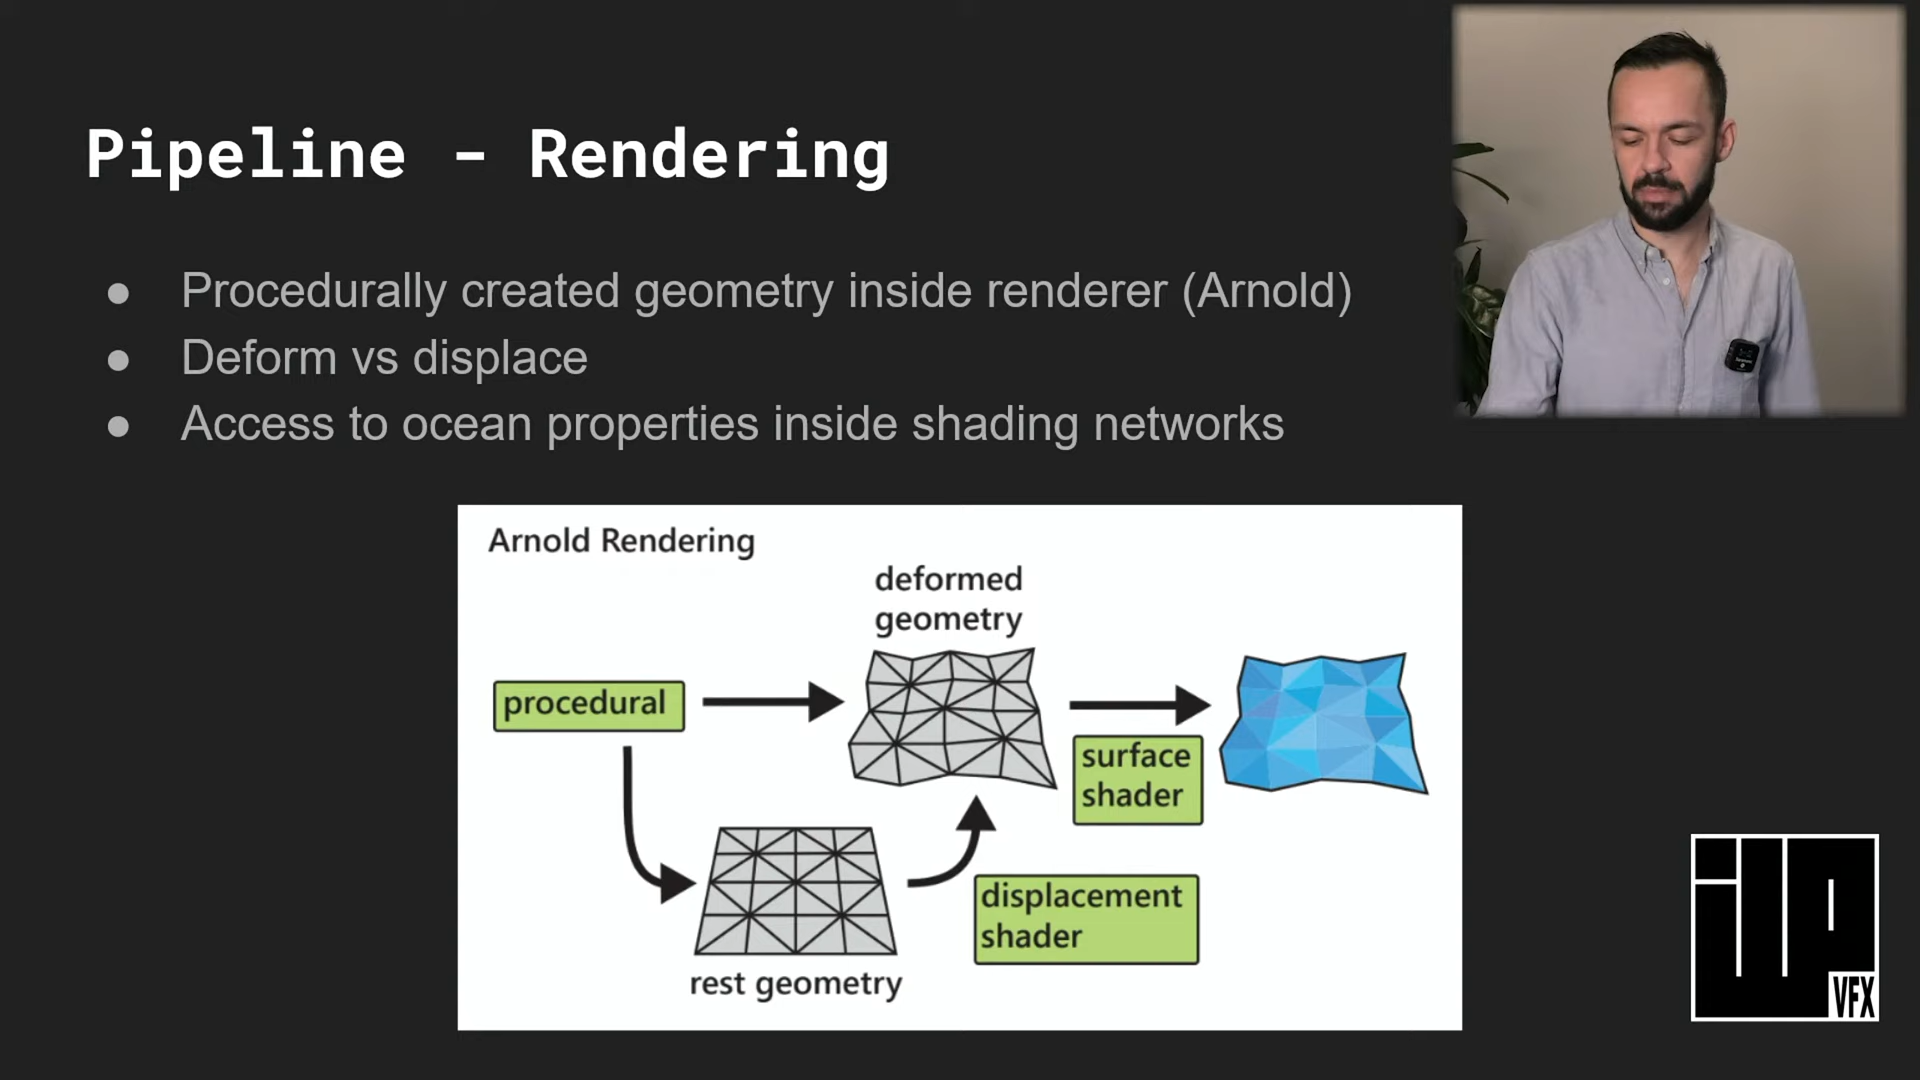 Pipeline - Rendering
● Procedurally created geometry inside renderer (Arnold)
● Deform vs displace
● Access to ocean properties inside shading networks
Arnold Rendering
deformed
geometry
procedural
surface
shader
displacement
shader
rest geometry
ilp
VFX